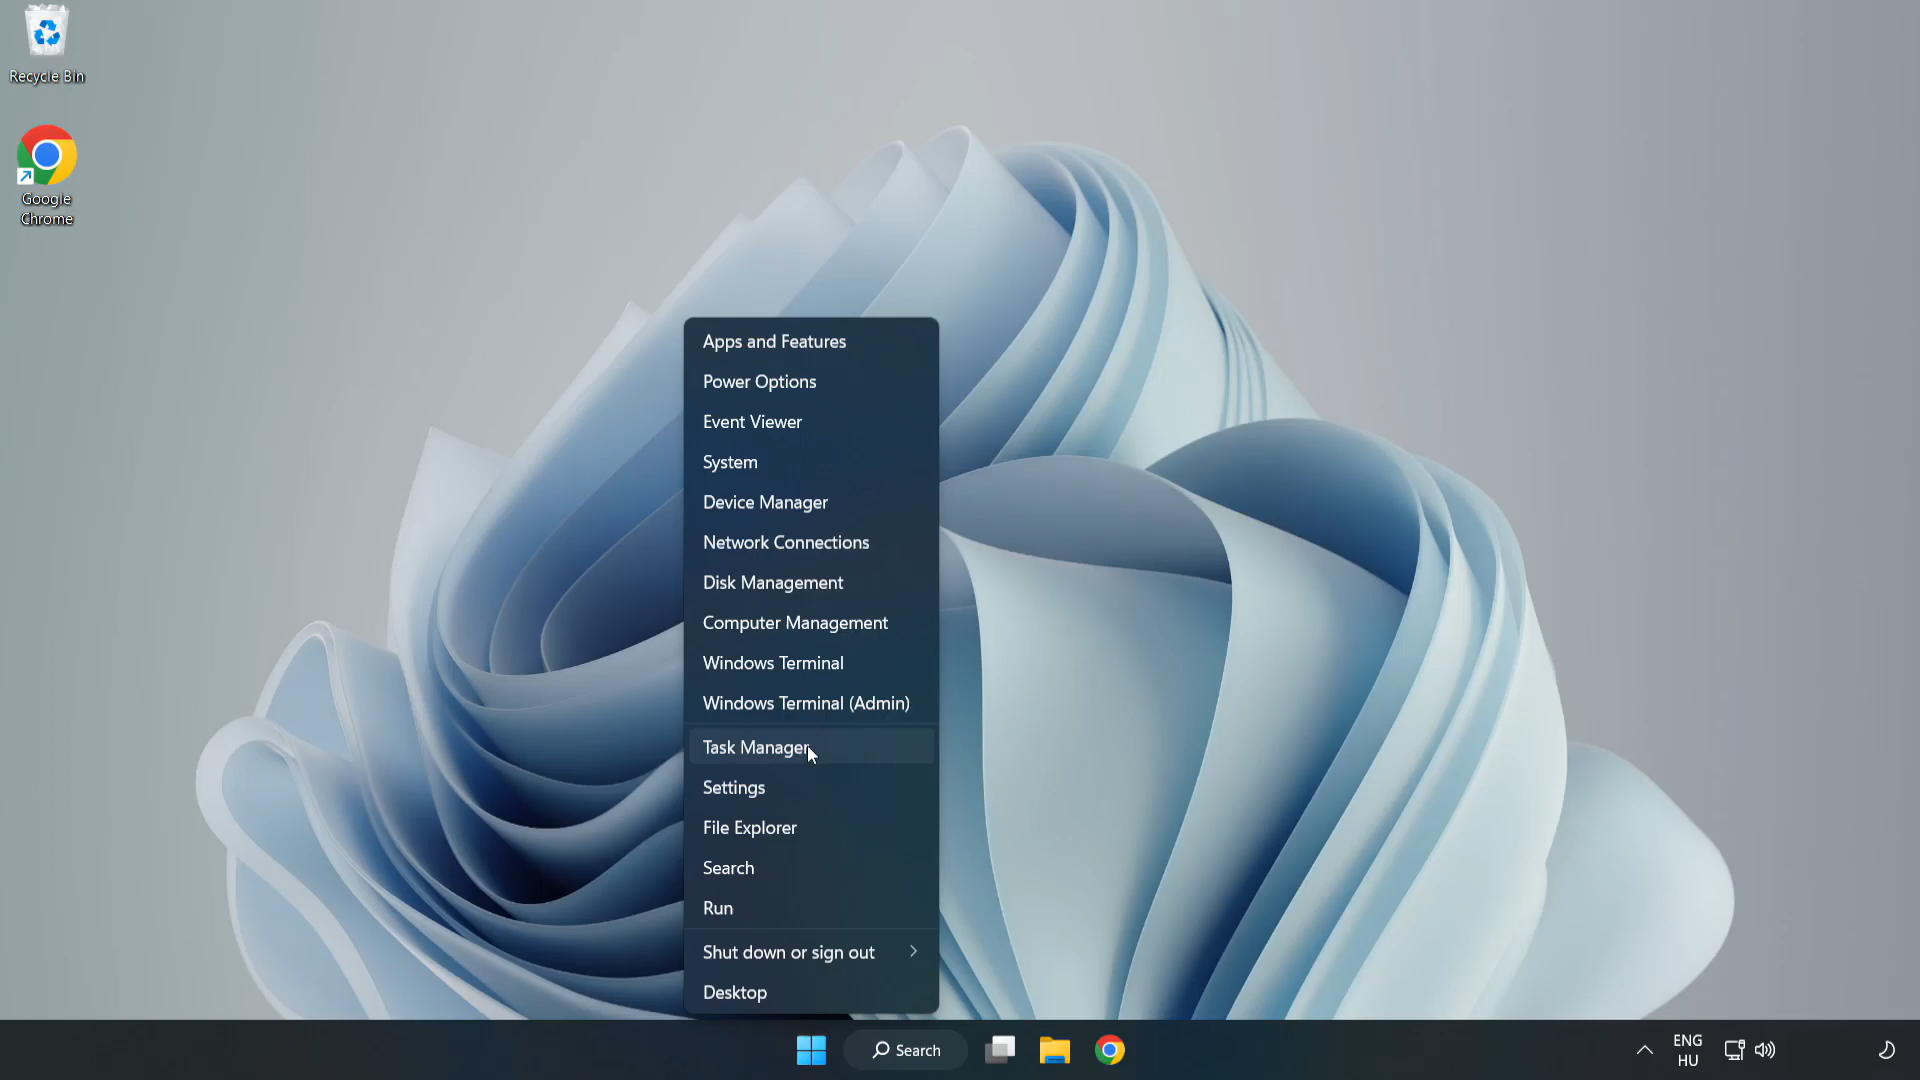 Recycle Bin
Google
Chrome
Apps and Features
Power Options
Event Viewer
System
Device Manager
Network Connections
Disk Management
Computer Management
Windows Terminal
Windows Terminal (Admin)
Task Manager
Settings
File Explorer
Search
Run
Shut down or sign out
Desktop
Search
ENG
HU